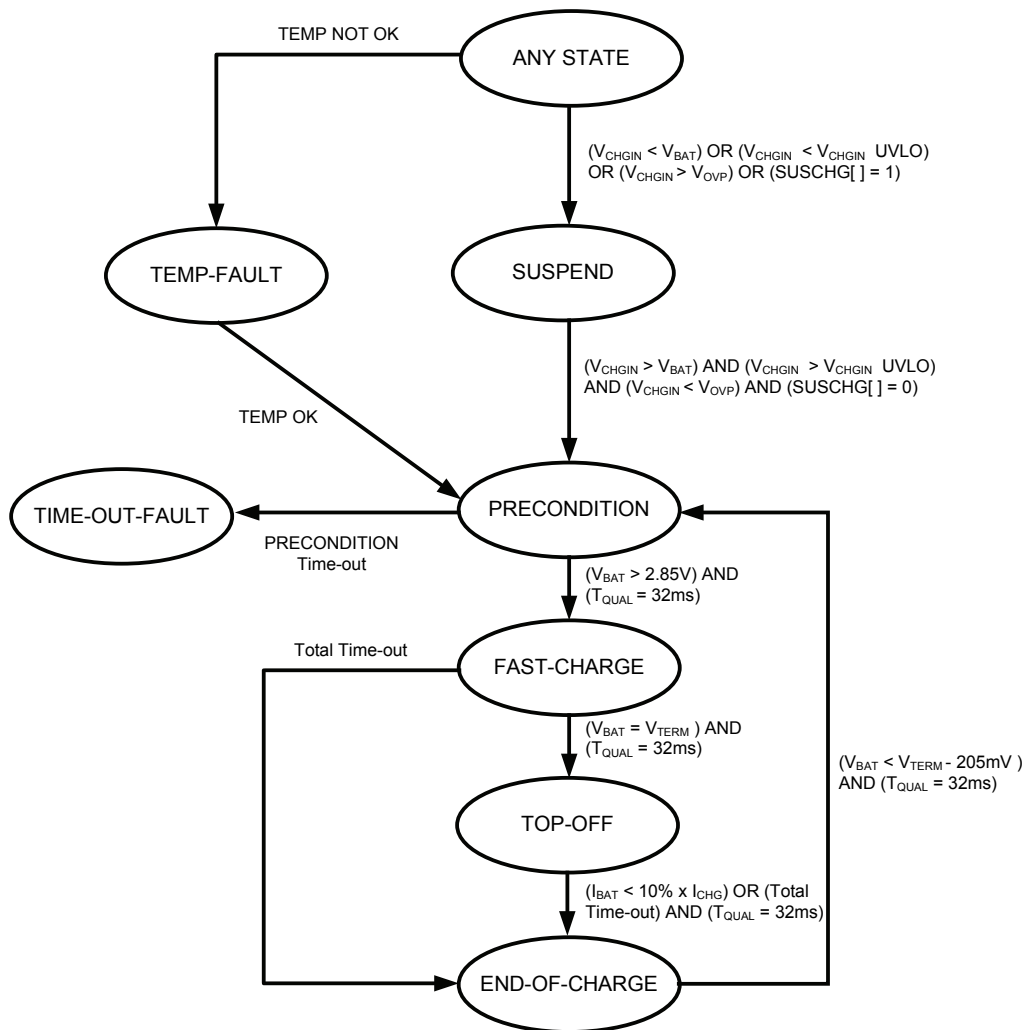 TEMP NOT OK
ANY STATE
(VCHGIN < VBAT) OR (VCHGIN < VCHGIN UVLO)
OR (VCHGIN > VOVP) OR (SUSCHG[ ] = 1)
TEMP-FAULT
SUSPEND
(VCHGIN > VBAT) AND (VCHGIN > VCHGIN UVLO)
AND (VCHGIN < VOVP) AND (SUSCHG[ ] = 0)
TEMP OK
TIME-OUT-FAULT
PRECONDITION
PRECONDITION
Time-out
(VBAT > 2.85V) AND
(TQUAL = 32ms)
Total Time-out
FAST-CHARGE
(VBAT = VTERM ) AND
(TQUAL = 32ms)
(VBAT < VTERM - 205mV )
AND (TQUAL = 32ms)
TOP-OFF
(IBAT < 10% x ICHG) OR (Total
Time-out) AND (TQUAL = 32ms)
END-OF-CHARGE